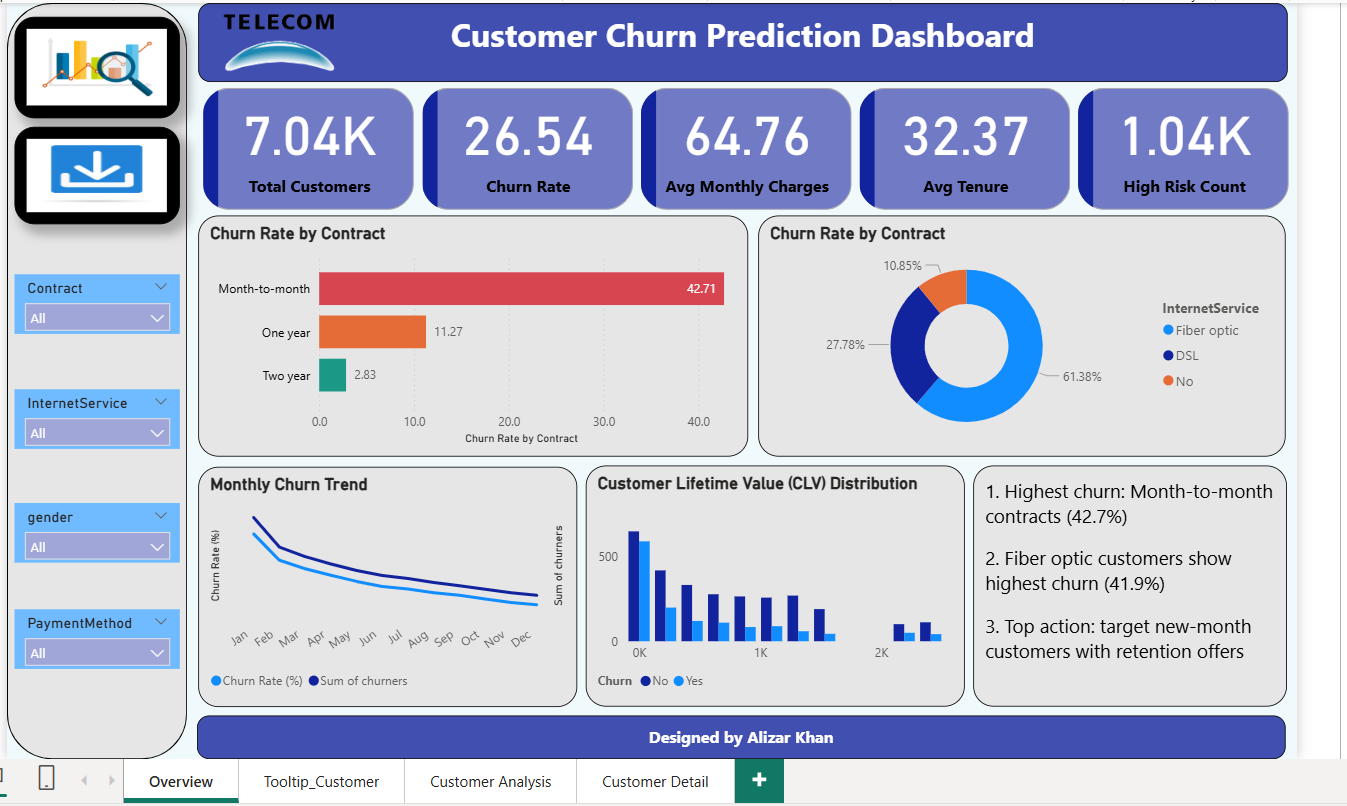 TELECOM
Customer Churn Prediction Dashboard
7.04K
Total Customers
26.54
Churn Rate
64.76
Avg Monthly Charges
32.37
Avg Tenure
1.04K
High Risk Count
Contract
All
InternetService
All
gender
All
PaymentMethod
All
Churn Rate by Contract
Month-to-month
42.71
One year
11.27
Two year
2.83
0.0 10.0 20.0 30.0 40.0
Churn Rate by Contract
Churn Rate by Contract
10.85%
27.78%
61.38%
InternetService
Fiber optic
DSL
No
Monthly Churn Trend
Churn Rate (%)
Sum of churners
Jan Feb Mar Apr May Jun Jul Aug Sep Oct Nov Dec
Churn Rate (%) Sum of churners
Customer Lifetime Value (CLV) Distribution
500
0
0K 1K 2K
Churn No Yes
1. Highest churn: Month-to-month
contracts (42.7%)
2. Fiber optic customers show
highest churn (41.9%)
3. Top action: target new-month
customers with retention offers
Designed by Alizar Khan
Overview Tooltip_Customer Customer Analysis Customer Detail +